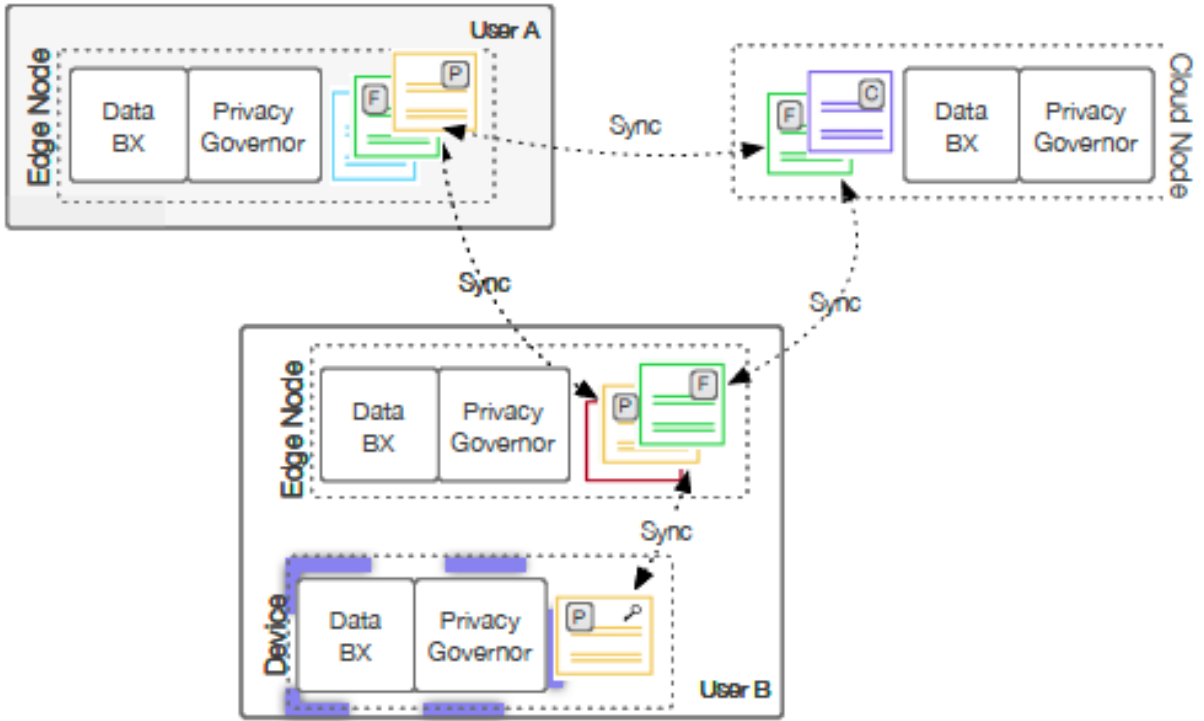 User A
Edge Node
Data
BX
Privacy
Governor
F
P
Sync
F
C
Data
BX
Privacy
Governor
Cloud Node
Sync
Sync
Edge Node
Data
BX
Privacy
Governor
P
F
Sync
Device
Data
BX
Privacy
Governor
P
User B